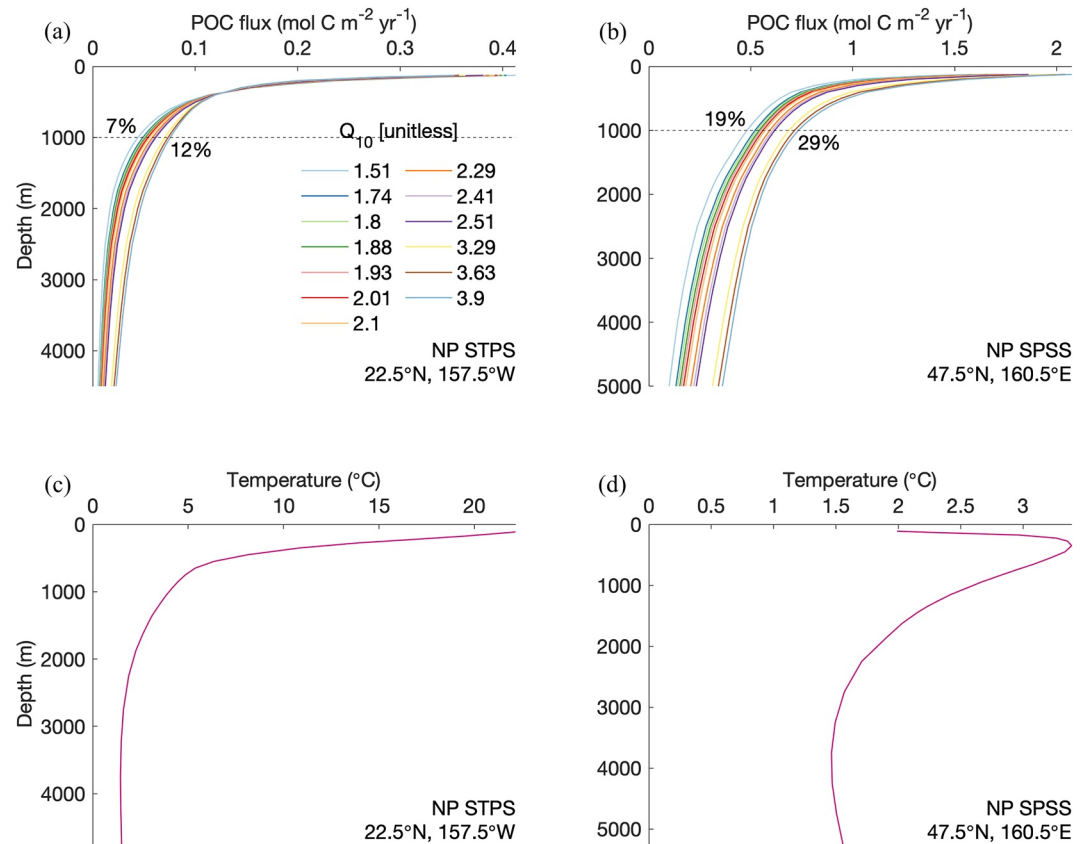 (a)
POC flux (mol C m⁻² yr⁻¹)
0 0.1 0.2 0.3 0.4
0
1000
2000
3000
4000
Depth (m)
7%
12%
Q₁₀ [unitless]
1.51 2.29
1.74 2.41
1.8 2.51
1.88 3.29
1.93 3.63
2.01 3.9
2.1
NP STPS
22.5°N, 157.5°W
(b)
POC flux (mol C m⁻² yr⁻¹)
0 0.5 1 1.5 2
0
1000
2000
3000
4000
5000
19%
29%
NP SPSS
47.5°N, 160.5°E
(c)
Temperature (°C)
0 5 10 15 20
0
1000
2000
3000
4000
Depth (m)
NP STPS
22.5°N, 157.5°W
(d)
Temperature (°C)
0 0.5 1 1.5 2 2.5 3
0
1000
2000
3000
4000
5000
NP SPSS
47.5°N, 160.5°E